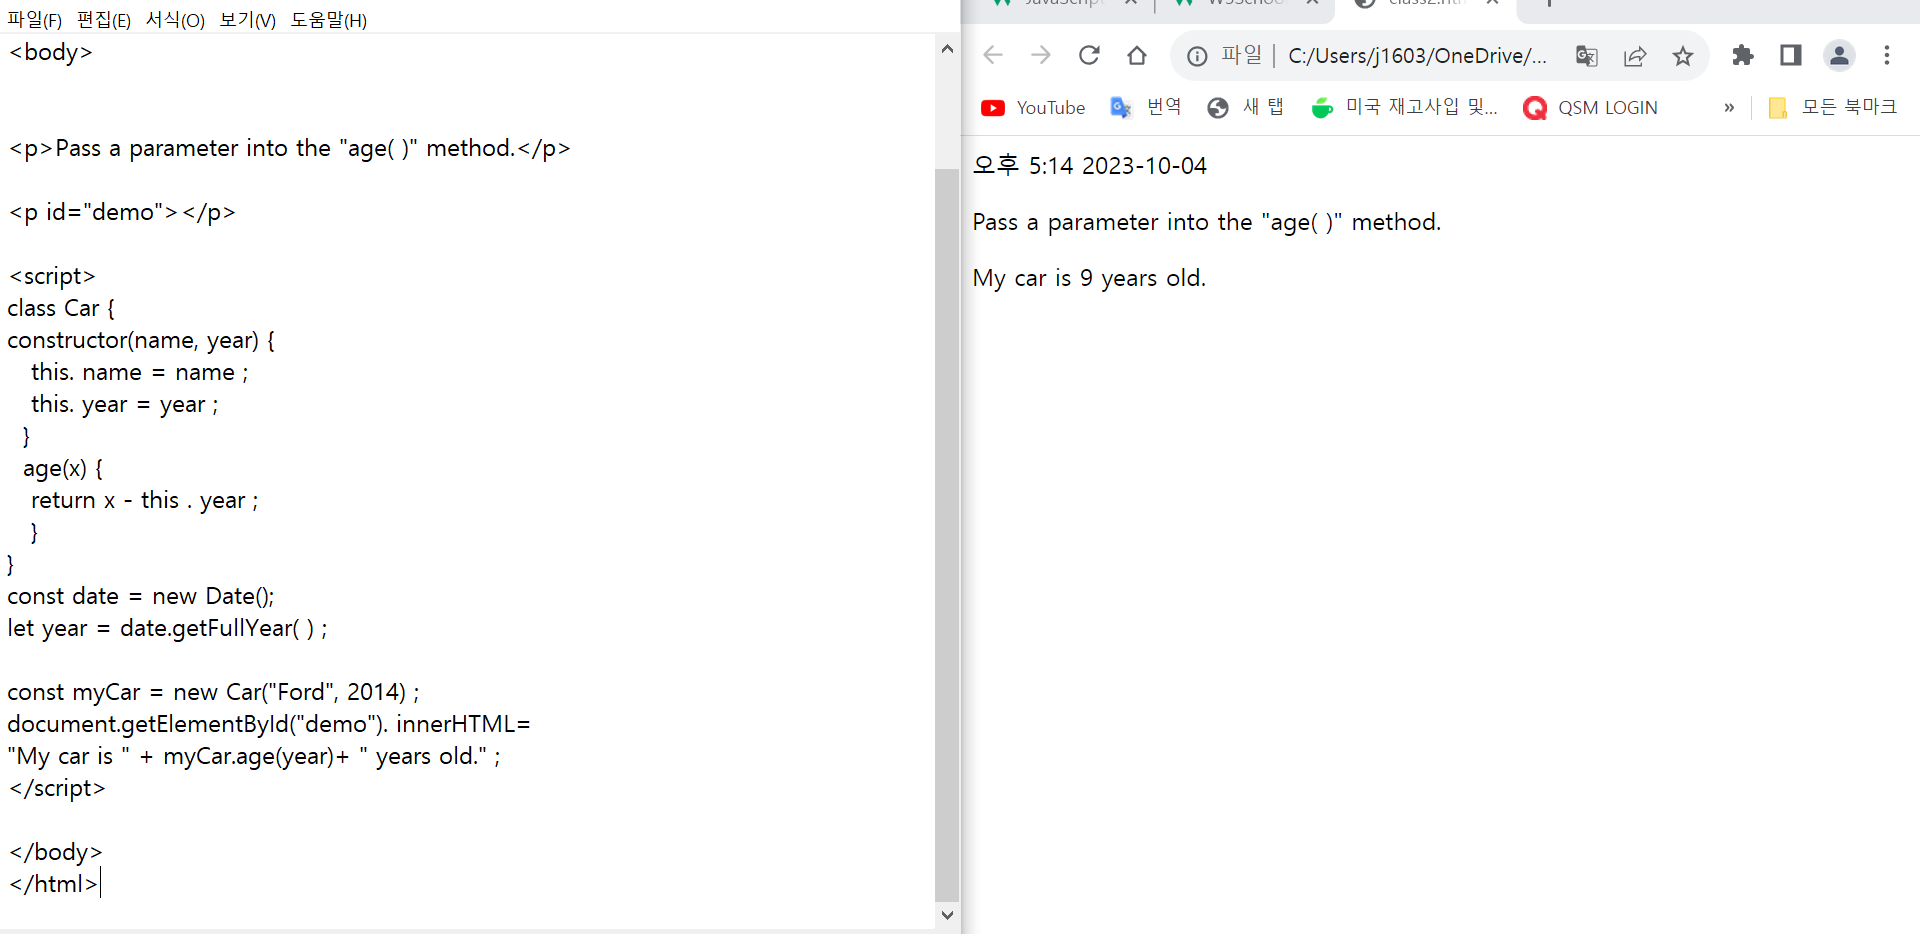 파일(F) 편집(E) 서식(O) 보기(V) 도움말(H)
<body>
<p>Pass a parameter into the "age( )" method.</p>
<p id="demo"></p>
<script>
class Car {
constructor(name, year) {
this. name = name ;
this. year = year ;
}
age(x) {
return x - this . year ;
}
}
const date = new Date();
let year = date.getFullYear( ) ;
const myCar = new Car("Ford", 2014) ;
document.getElementById("demo"). innerHTML=
"My car is " + myCar.age(year)+ " years old." ;
</script>
</body>
</html>
파일 | C:/Users/j1603/OneDrive/...
YouTube 번역 새 탭 미국 재고사입 및... QSM LOGIN » 모든 북마크
오후 5:14 2023-10-04
Pass a parameter into the "age( )" method.
My car is 9 years old.